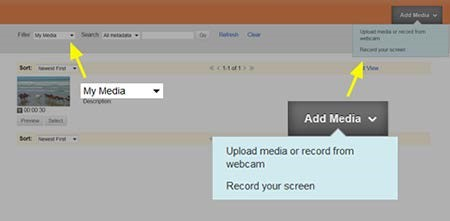 Add Media
Filter My Media Search All metadata Go Refresh Clear
Upload media or record from
webcam
Record your screen
Sort: Newest First 1-1 of 1 View
My Media
00:00:30
Description
Preview Select
Add Media
Sort: Newest First
Upload media or record from
webcam
Record your screen